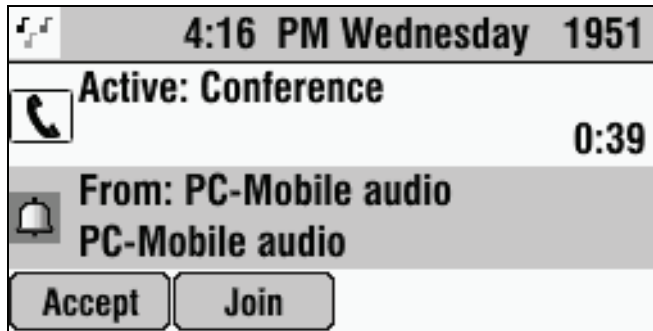 4:16 PM Wednesday 1951
Active: Conference
0:39
From: PC-Mobile audio
PC-Mobile audio
Accept Join